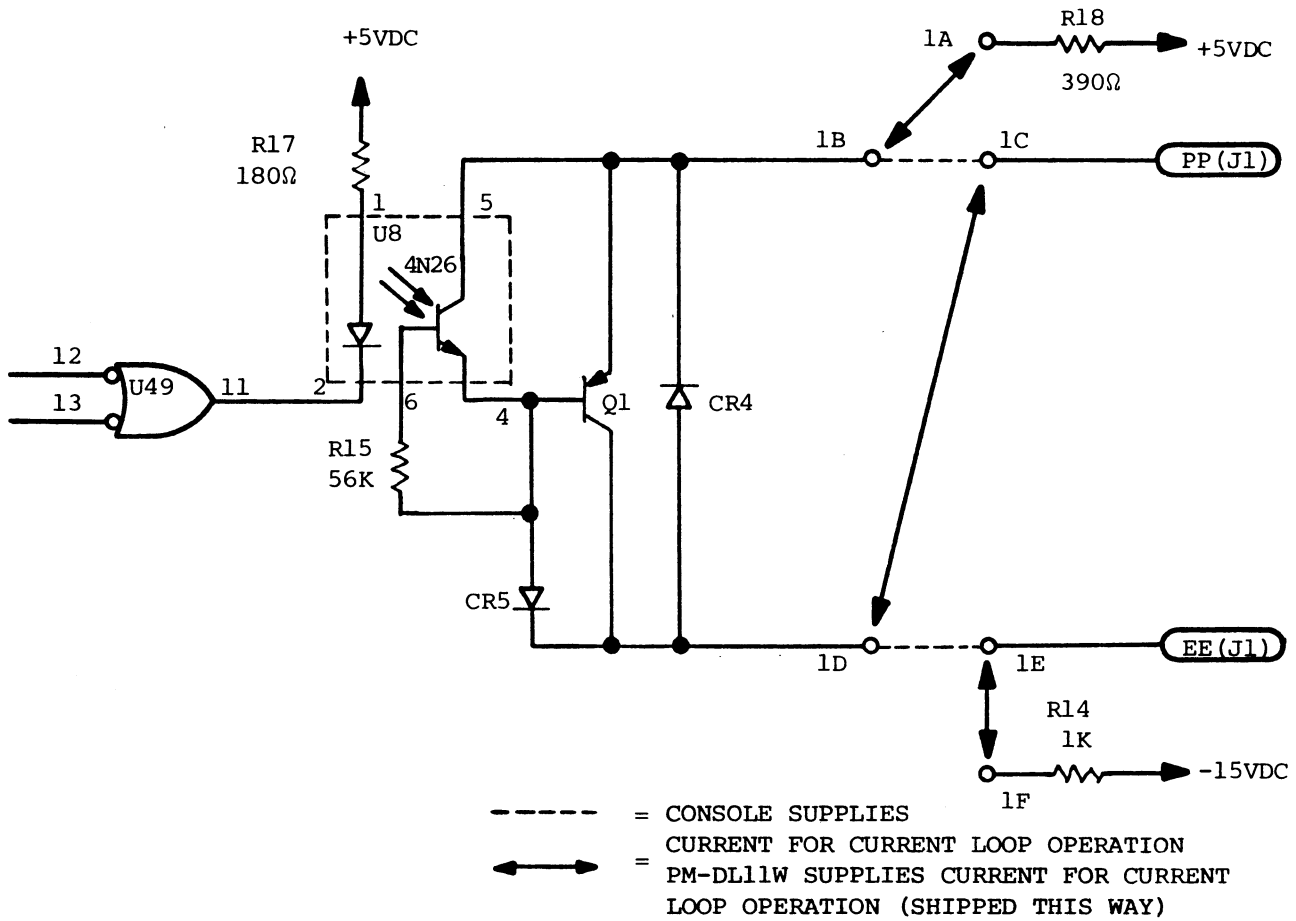 +5VDC
1A
R18
+5VDC
390Ω
R17
180Ω
1B
1C
PP(J1)
1
5
U8
4N26
12
U49
11
2
13
6
4
Q1
CR4
R15
56K
CR5
1D
1E
EE(J1)
R14
1K
-15VDC
1F
= CONSOLE SUPPLIES
CURRENT FOR CURRENT LOOP OPERATION
= PM-DL11W SUPPLIES CURRENT FOR CURRENT
LOOP OPERATION (SHIPPED THIS WAY)